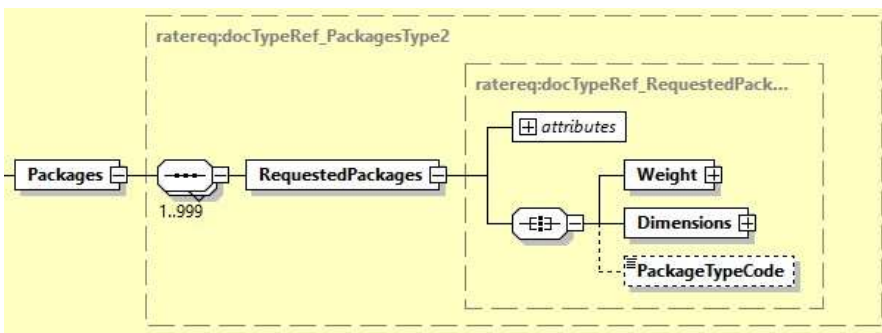 ratereq:docTypeRef_PackagesType2
ratereq:docTypeRef_RequestedPack...
attributes
Packages
RequestedPackages
Weight
1..999
Dimensions
PackageTypeCode